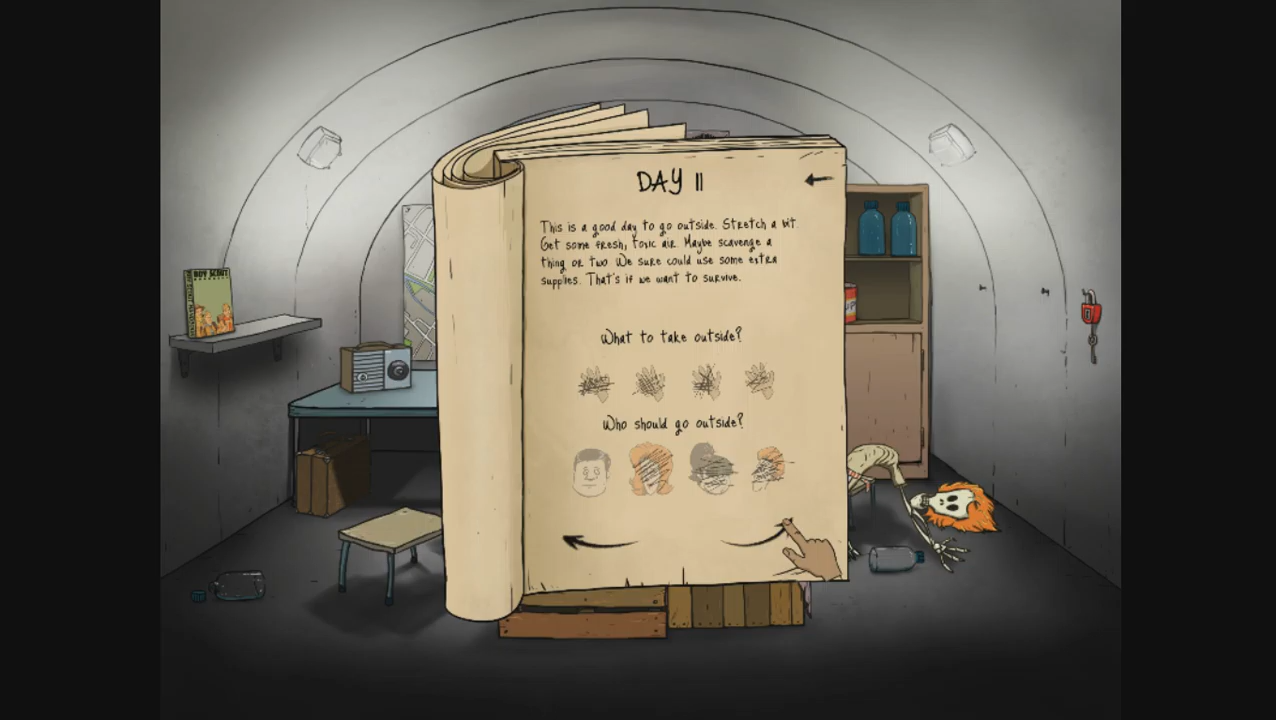 DAY 11
This is a good day to go outside. Stretch a bit.
Get some fresh, toxic air. Maybe scavenge a
thing or two. We sure could use some extra
supplies. That's if we want to survive.
What to take outside?
Who should go outside?
BOY SCOUT